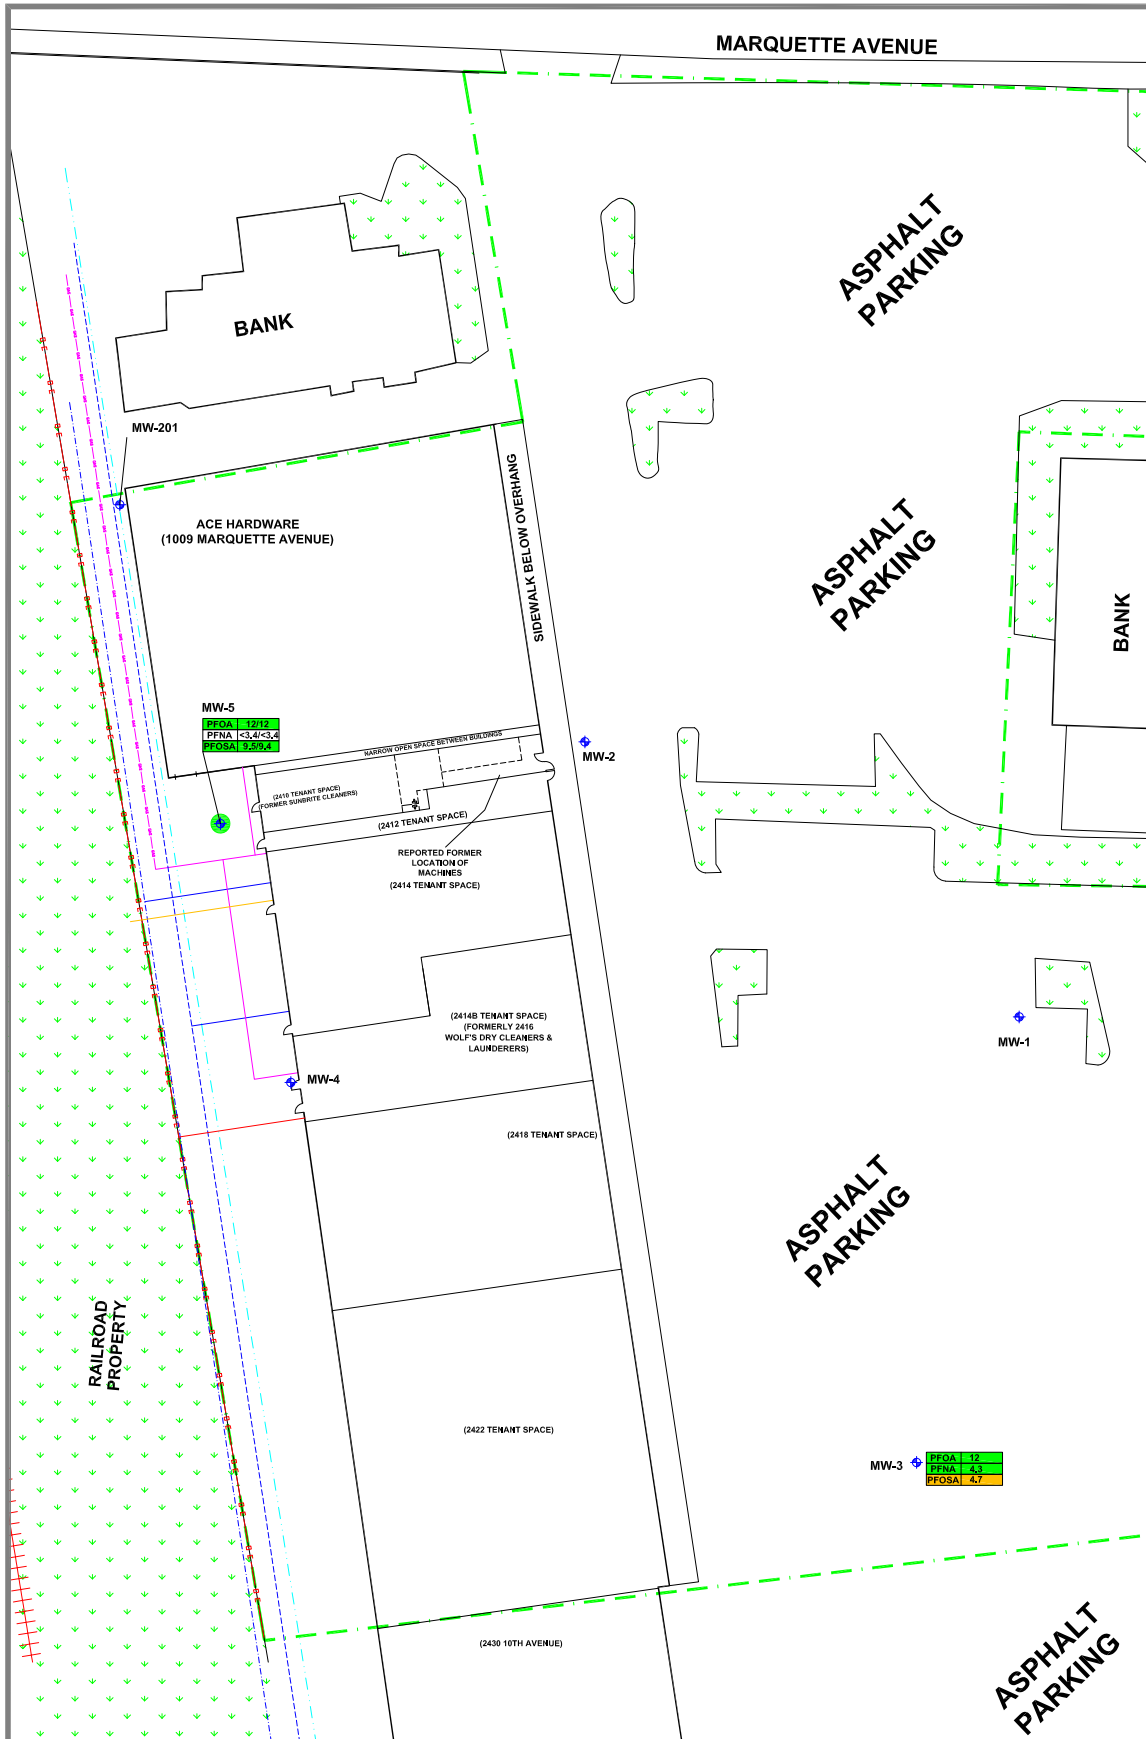 MARQUETTE AVENUE
ASPHALT
PARKING
BANK
MW-201
ACE HARDWARE
(1009 MARQUETTE AVENUE)
SIDEWALK BELOW OVERHANG
ASPHALT
PARKING
BANK
MW-5
PFOA 12/12
PFNA <3.4/<3.4
PFOSA 9.5/9.4
NARROW OPEN SPACE BETWEEN BUILDINGS
MW-2
(2410 TENANT SPACE)
(FORMER SUNBRITE CLEANERS)
(2412 TENANT SPACE)
REPORTED FORMER
LOCATION OF
MACHINES
(2414 TENANT SPACE)
(2414B TENANT SPACE)
(FORMERLY 2416
WOLF'S DRY CLEANERS &
LAUNDERERS)
MW-1
MW-4
(2418 TENANT SPACE)
ASPHALT
PARKING
RAILROAD
PROPERTY
(2422 TENANT SPACE)
MW-3
PFOA 12
PFNA 4.3
PFOSA 4.7
(2430 10TH AVENUE)
ASPHALT
PARKING